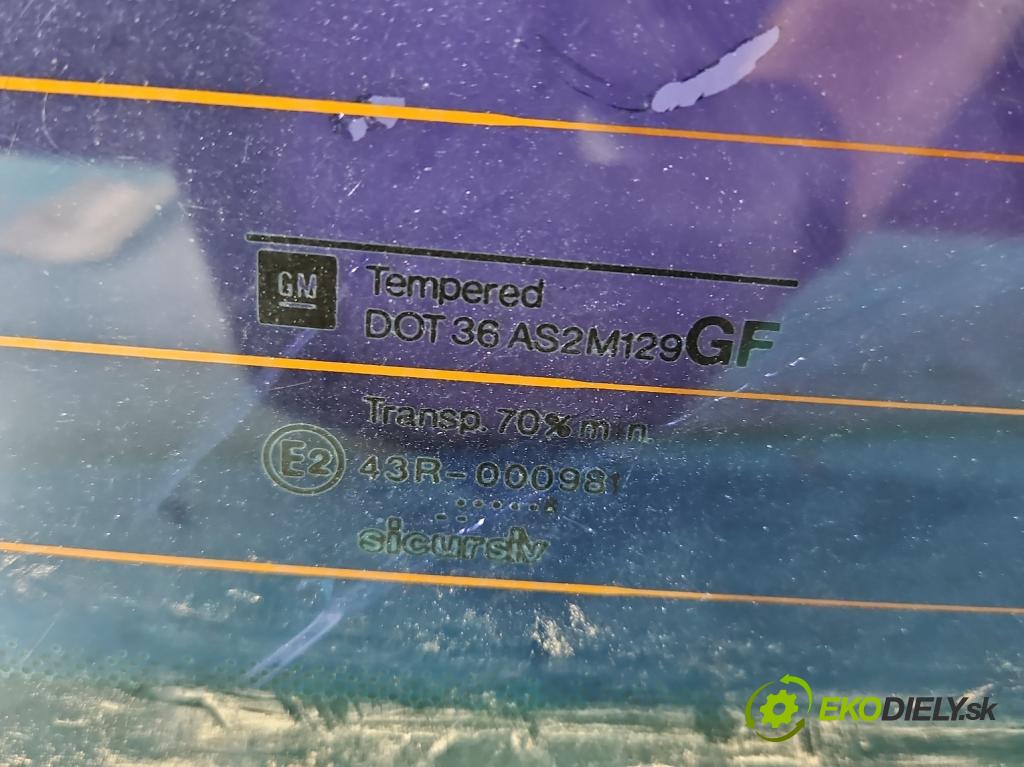 GM
Tempered
DOT 36 AS2M129GF
Transp. 70% min.
E2
43R-000981
sicursiv
EKODIELY.sk